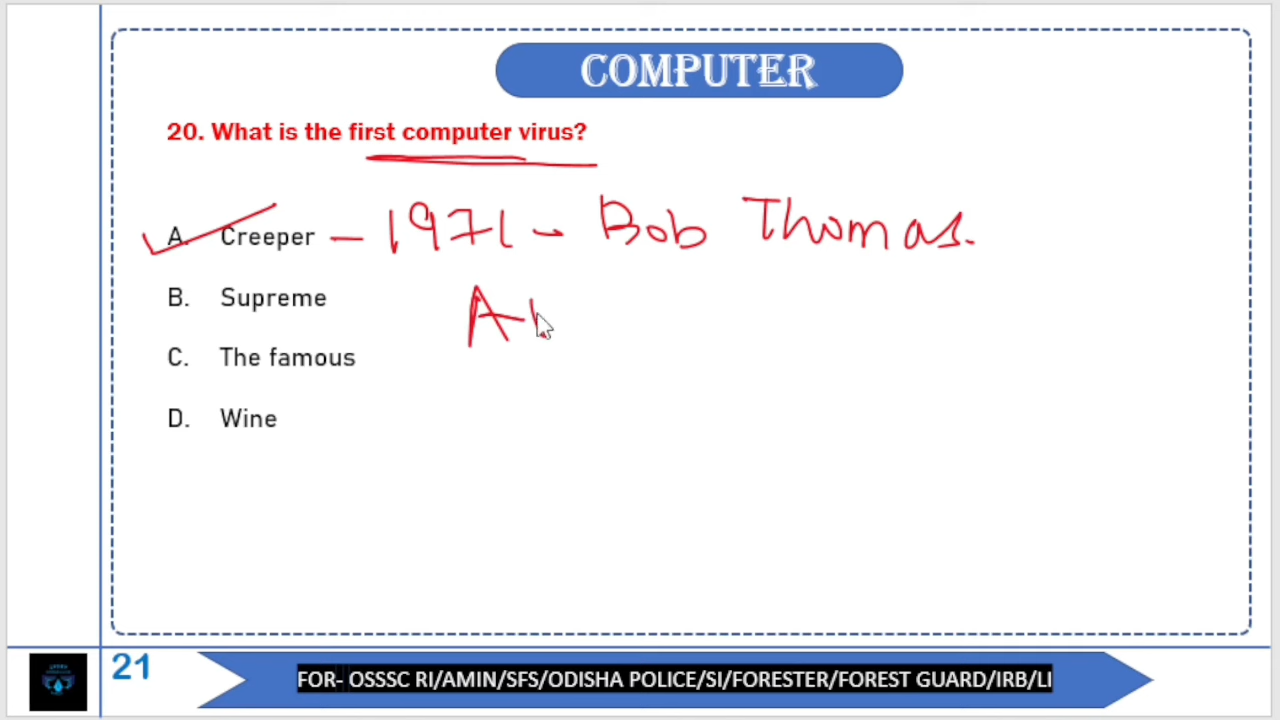 COMPUTER
20. What is the first computer virus?
A. Creeper – 1971 - Bob Thomas.
B. Supreme
C. The famous
D. Wine
21
FOR- OSSSC RI/AMIN/SFS/ODISHA POLICE/SI/FORESTER/FOREST GUARD/IRB/LI